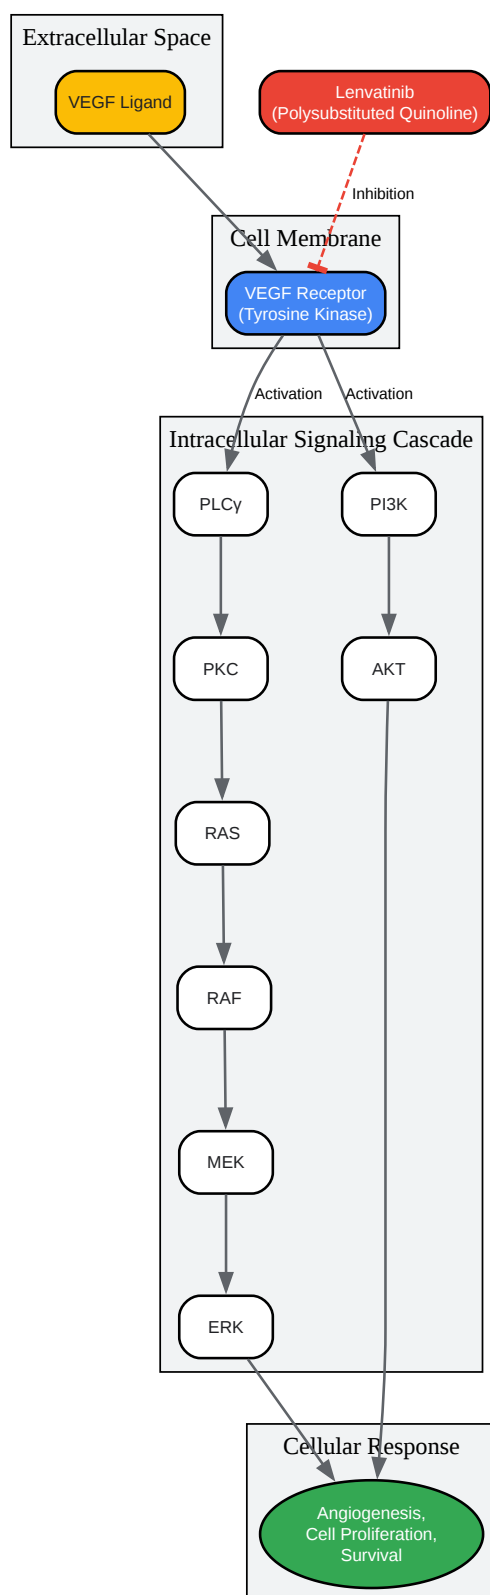 Extracellular Space
VEGF Ligand
Lenvatinib
(Polysubstituted Quinoline)
Inhibition
Cell Membrane
VEGF Receptor
(Tyrosine Kinase)
Activation
Activation
Intracellular Signaling Cascade
PLCγ
PI3K
PKC
AKT
RAS
RAF
MEK
ERK
Cellular Response
Angiogenesis,
Cell Proliferation,
Survival